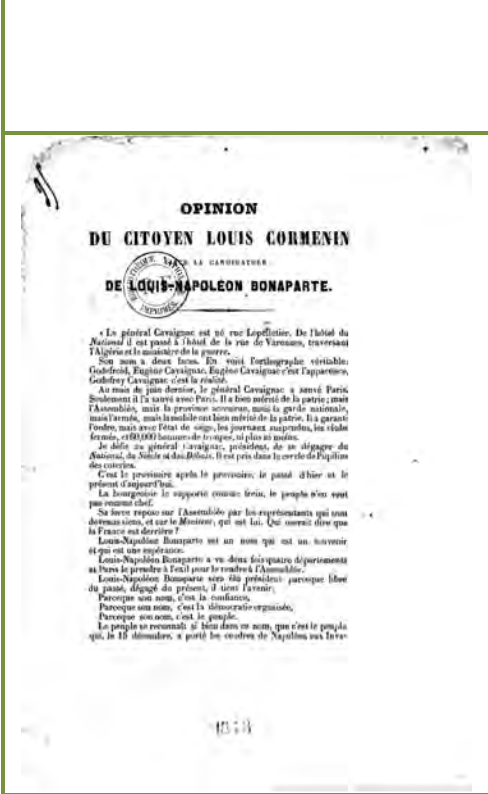 OPINION
DU CITOYEN LOUIS CORMENIN
LA CANDIDATURE
DE LOUIS-NAPOLÉON BONAPARTE.
« Le général Cavaignac est né rue Lepelletier. De l'hôtel du
National il est passé à l'hôtel de la rue de Varennes, traversant
l'Algérie et le ministère de la guerre.
Son nom a deux faces. En voici l'orthographe véritable:
Godefroid, Eugène Cavaignac. Eugène Cavaignac c'est l'apparence,
Godefroy Cavaignac c'est la réalité.
Au mois de juin dernier, le général Cavaignac a sauvé Paris.
Seulement il l'a sauvé avec Paris. Il a bien mérité de la patrie; mais
l'Assemblée, mais la province accourue, mais la garde nationale,
mais l'armée, mais la mobile ont bien mérité de la patrie. Il a garanti
l'ordre, mais avec l'état de siège, les journaux suspendus, les clubs
fermés, et 60,000 hommes de troupes, ni plus ni moins.
Je défie au général Cavaignac, président, de se dégager du
National, du Siècle et des Débats. Il est pris dans le cercle de Popilius
des coteries.
C'est le provisoire après le provisoire, le passé d'hier et le
présent d'aujourd'hui.
La bourgeoisie le supporte comme frein, le peuple n'en veut
pas comme chef.
Sa force repose sur l'Assemblée par les représentants qui sont
devenus siens, et sur le Moniteur, qui est lui. Qui oserait dire que
la France est derrière?
Louis-Napoléon Bonaparte est un nom qui est un souvenir
et qui est une espérance.
Louis-Napoléon Bonaparte a vu deux fois quatre départements
et Paris le prendre à l'exil pour le rendre à l'Assemblée.
Louis-Napoléon Bonaparte sera élu président parceque libre
du passé, dégagé du présent, il tient l'avenir;
Parceque son nom, c'est la confiance,
Parceque son nom, c'est la démocratie organisée,
Parceque son nom, c'est le peuple.
Le peuple se reconnaît si bien dans ce nom, que c'est le peuple
qui, le 15 décembre, a porté les cendres de Napoléon aux Inva-
1848